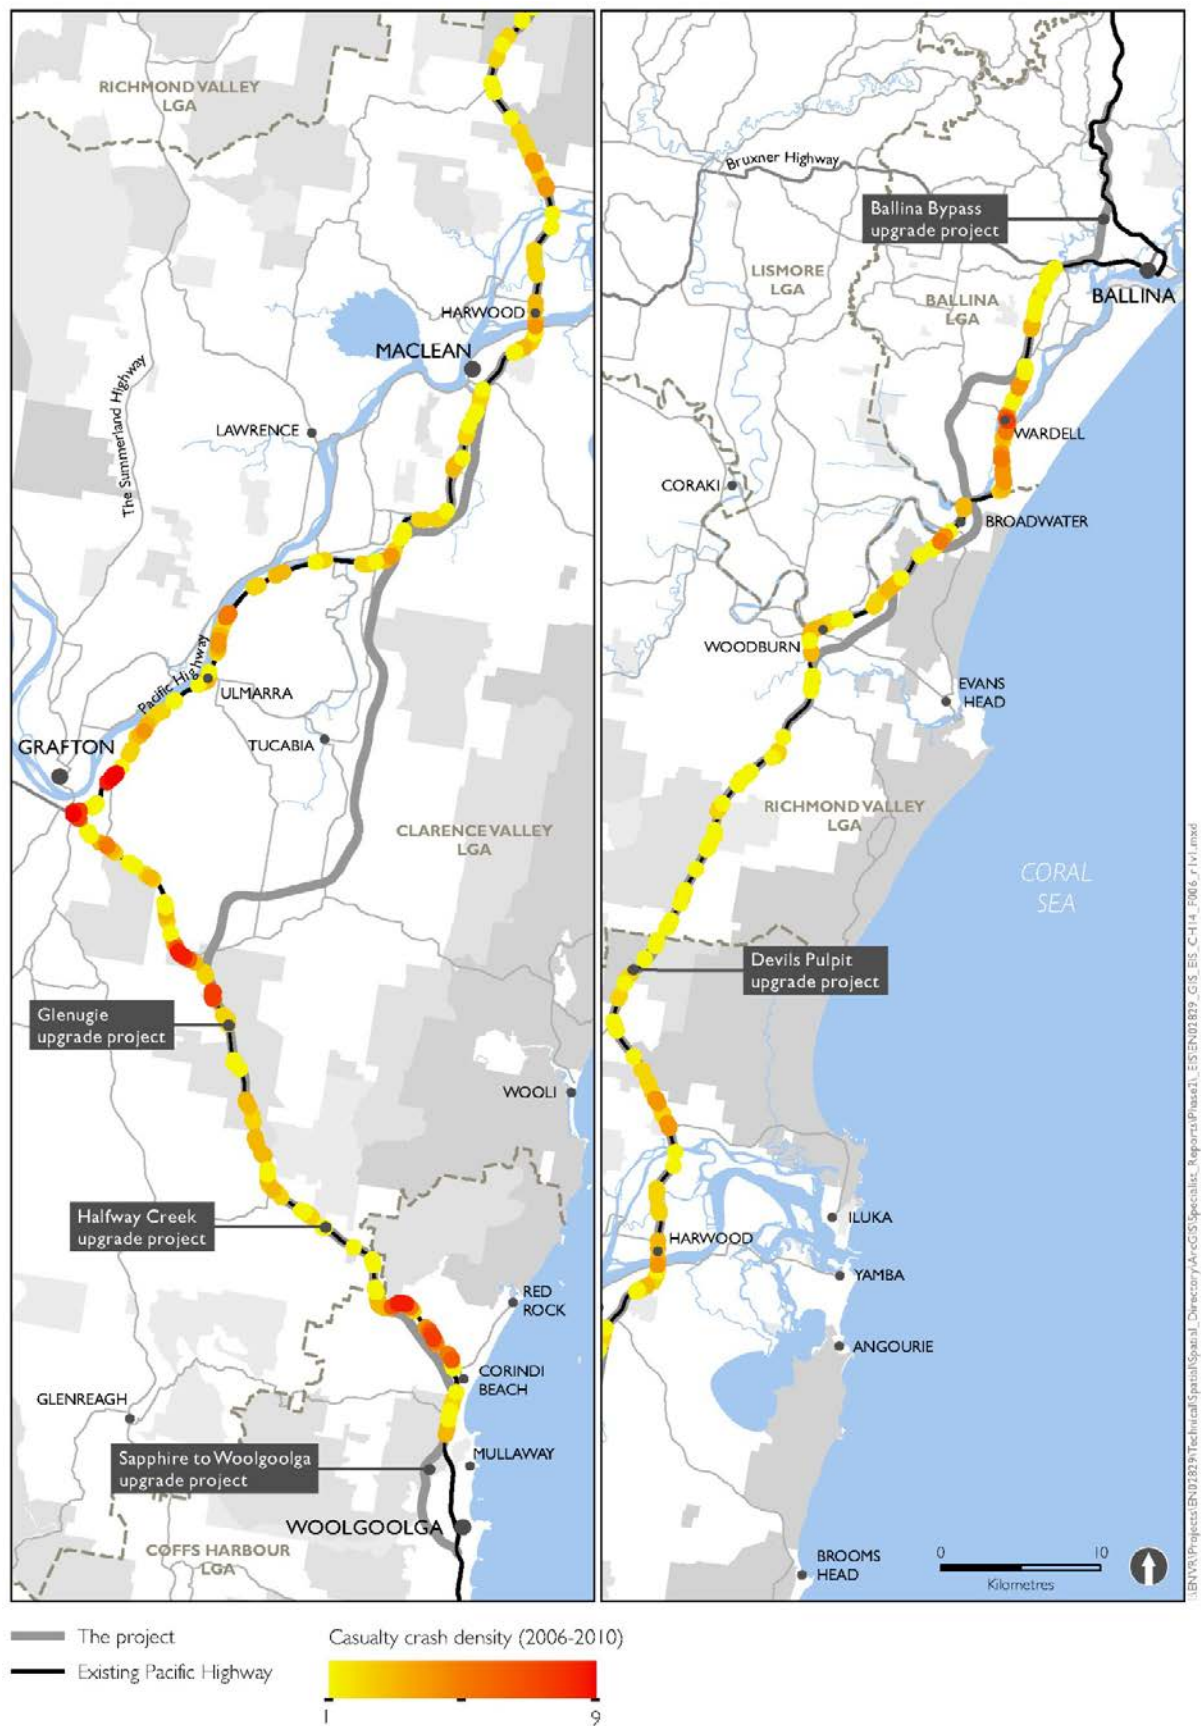 RICHMOND VALLEY
LGA
HARWOOD
MACLEAN
The Summerland Highway
LAWRENCE
Pacific Highway
ULMARRA
GRAFTON
TUCABIA
CLARENCE VALLEY
LGA
Glenugie
upgrade project
WOOLI
Halfway Creek
upgrade project
RED
ROCK
CORINDI
BEACH
GLENREAGH
Sapphire to Woolgoolga
upgrade project
MULLAWAY
WOOLGOOLGA
COFFS HARBOUR
LGA
Bruxner Highway
Ballina Bypass
upgrade project
LISMORE
LGA
BALLINA
LGA
BALLINA
WARDELL
CORAKI
BROADWATER
WOODBURN
EVANS
HEAD
RICHMOND VALLEY
LGA
CORAL
SEA
Devils Pulpit
upgrade project
ILUKA
HARWOOD
YAMBA
ANGOURIE
BROOMS
HEAD
0 10
Kilometres
The project
Existing Pacific Highway
Casualty crash density (2006-2010)
1 9